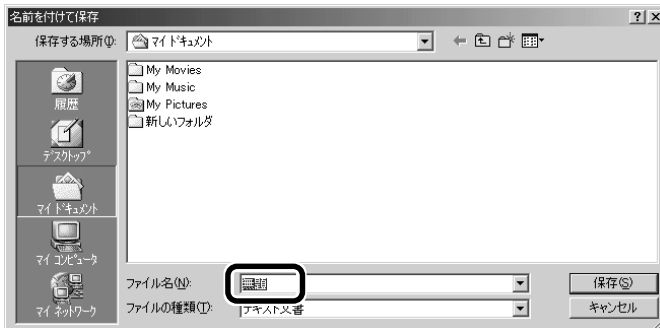 名前を付けて保存
保存する場所(I):
マイ ドキュメント
履歴
デスクトップ
マイ ドキュメント
マイ コンピュータ
マイ ネットワーク
My Movies
My Music
My Pictures
新しいフォルダ
ファイル名(N):
保存(S)
ファイルの種類(T):
テキスト文書
キャンセル